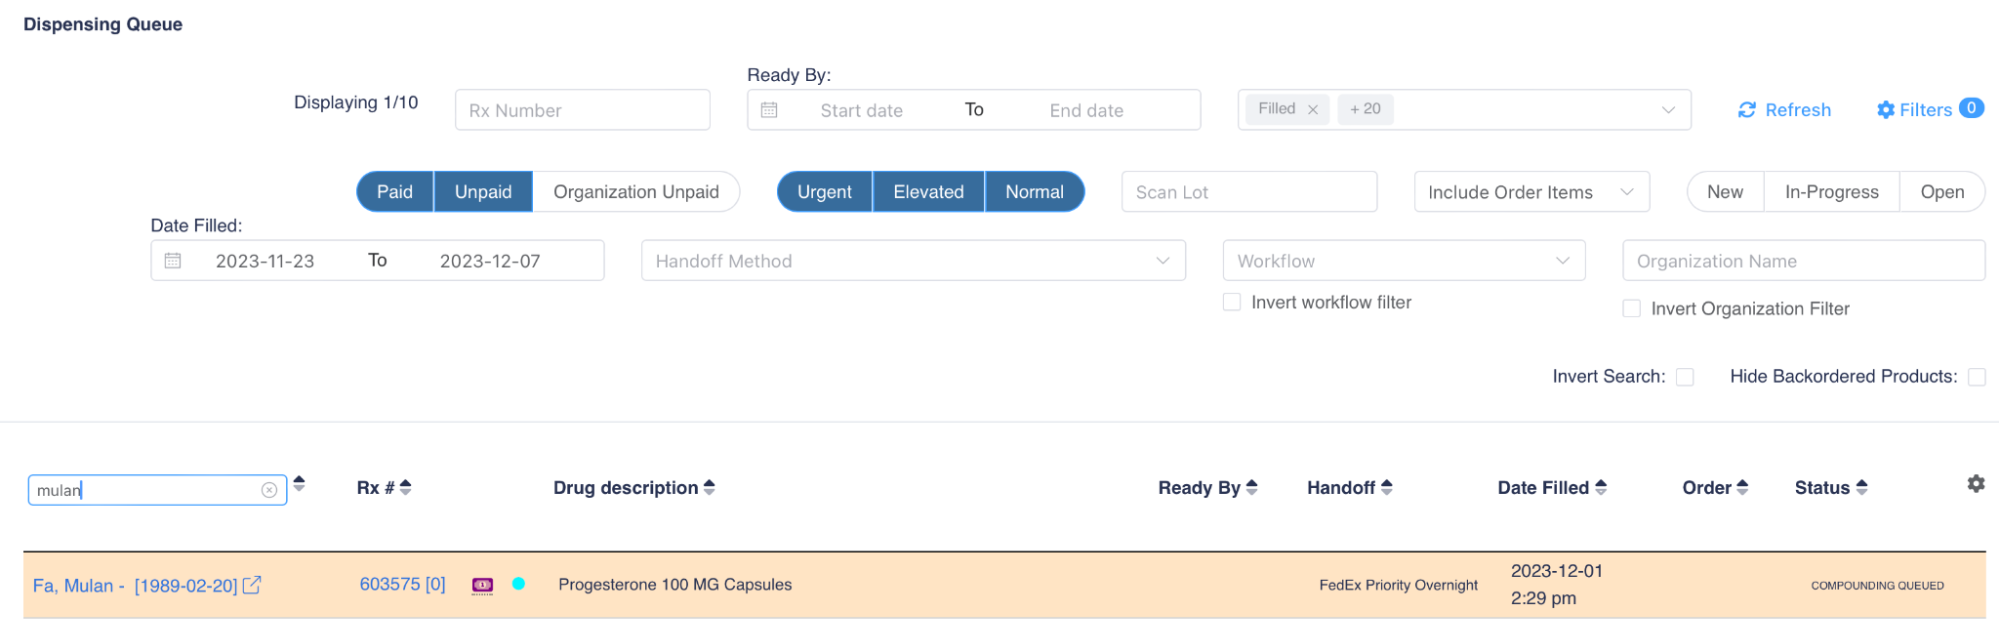 Dispensing Queue
Ready By:
Displaying 1/10
Rx Number
Start date To End date
Filled × + 20
Refresh
Filters 0
Paid Unpaid Organization Unpaid
Urgent Elevated Normal
Scan Lot
Include Order Items
New In-Progress Open
Date Filled:
2023-11-23 To 2023-12-07
Handoff Method
Workflow
Organization Name
Invert workflow filter
Invert Organization Filter
Invert Search:
Hide Backordered Products:
mulan
Rx # Drug description Ready By Handoff Date Filled Order Status
Fa, Mulan - [1989-02-20] 603575 [0] Progesterone 100 MG Capsules FedEx Priority Overnight 2023-12-01 COMPOUNDING QUEUED
2:29 pm